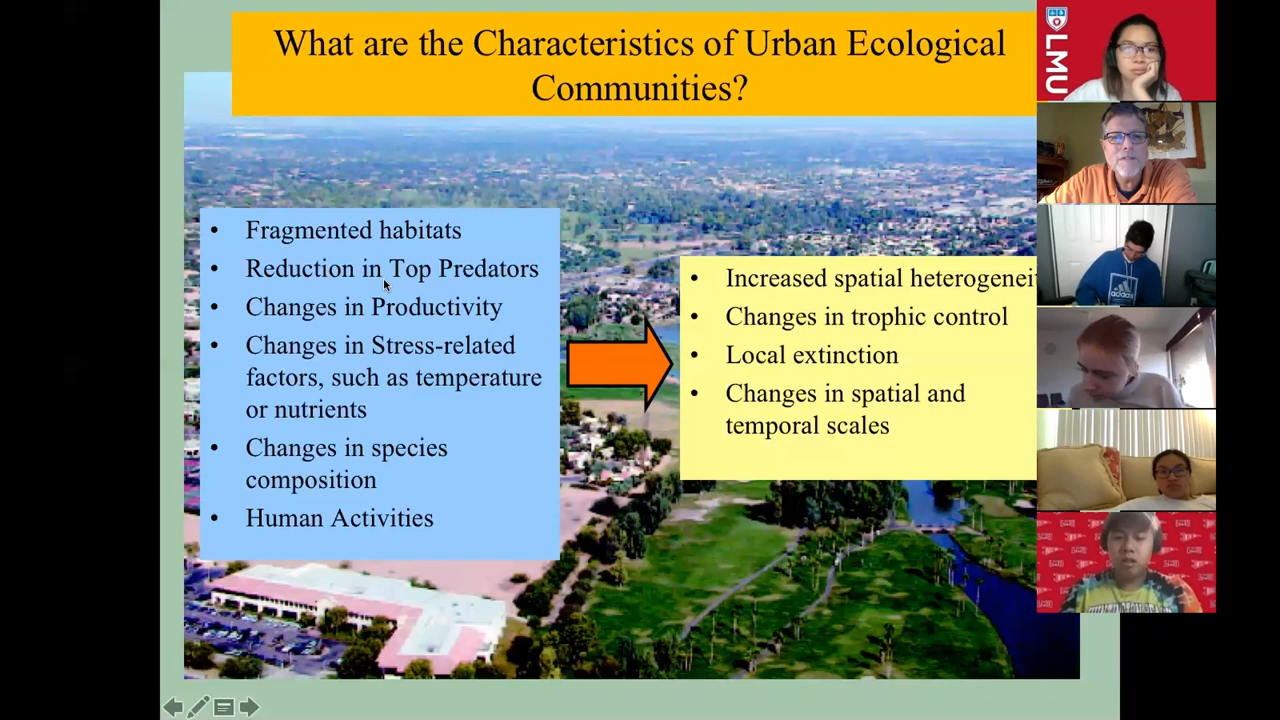 What are the Characteristics of Urban Ecological
Communities?
• Fragmented habitats
• Reduction in Top Predators
• Changes in Productivity
• Changes in Stress-related
factors, such as temperature
or nutrients
• Changes in species
composition
• Human Activities
• Increased spatial heterogenei
• Changes in trophic control
• Local extinction
• Changes in spatial and
temporal scales
LMU
adidas